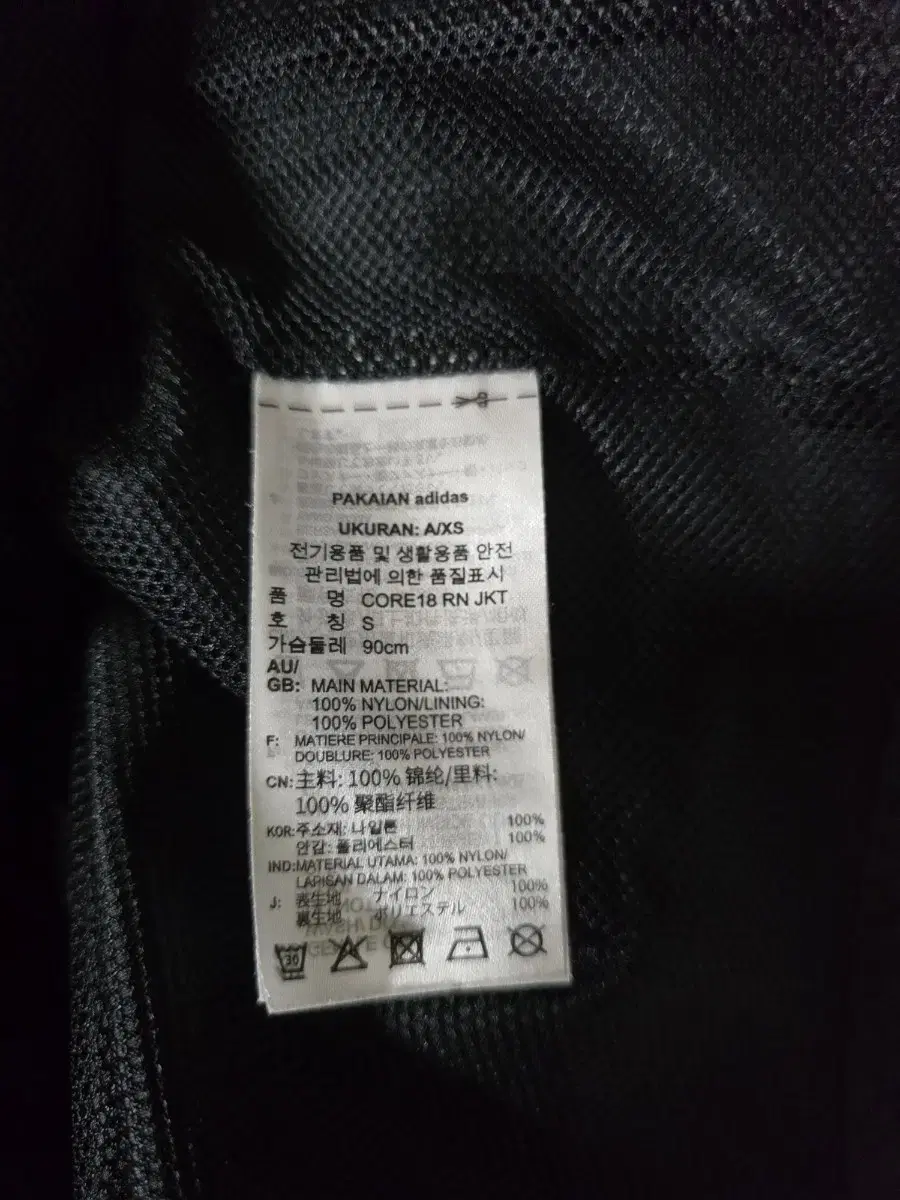 PAKAIAN adidas
UKURAN: A/XS
전기용품 및 생활용품 안전
관리법에 의한 품질표시
품 명 CORE18 RN JKT
호 칭 S
가슴둘레 90cm
AU/
GB: MAIN MATERIAL:
100% NYLON/LINING:
100% POLYESTER
F: MATIERE PRINCIPALE: 100% NYLON/
DOUBLURE: 100% POLYESTER
CN: 主料: 100% 锦纶/里料:
100% 聚酯纤维
KOR: 주소재: 나일론 100%
안감: 폴리에스터 100%
IND: MATERIAL UTAMA: 100% NYLON/
LAPISAN DALAM: 100% POLYESTER
J: 表生地 ナイロン 100%
裏生地 ポリエステル 100%
30